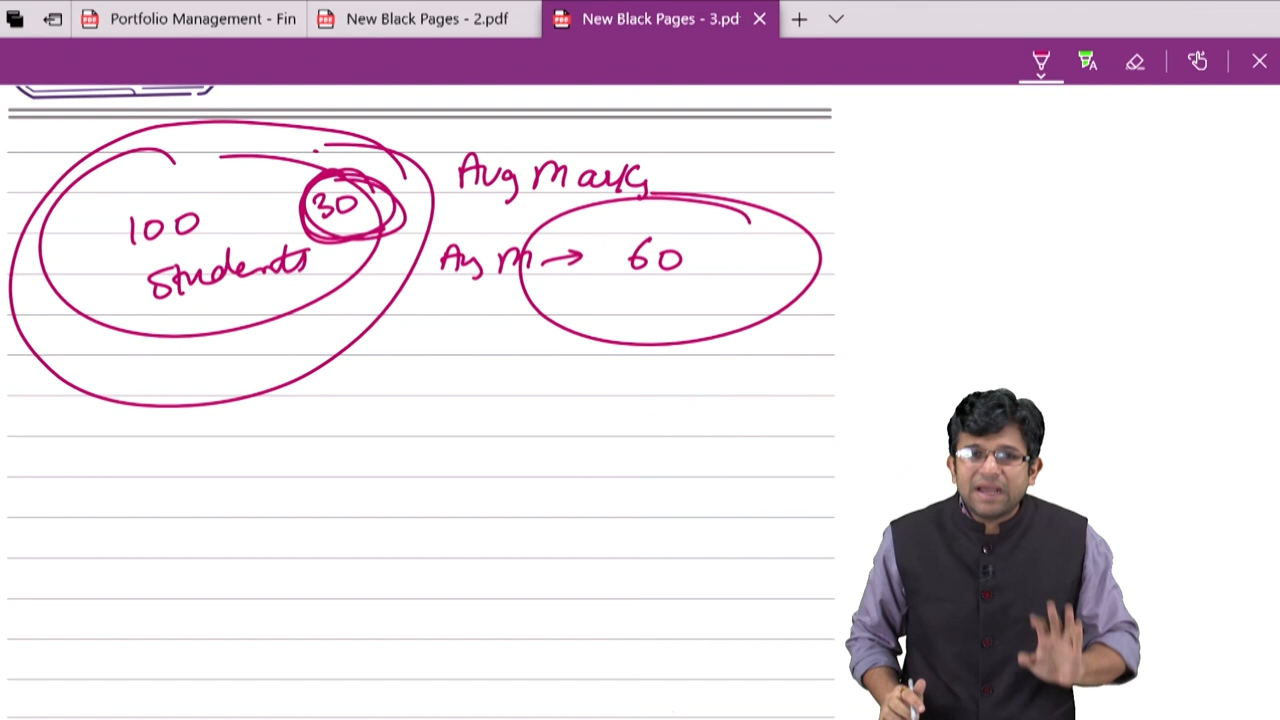 Portfolio Management - Fin
New Black Pages - 2.pdf
New Black Pages - 3.pd
A
Avg Marks
30
100
Students
Avg M → 60